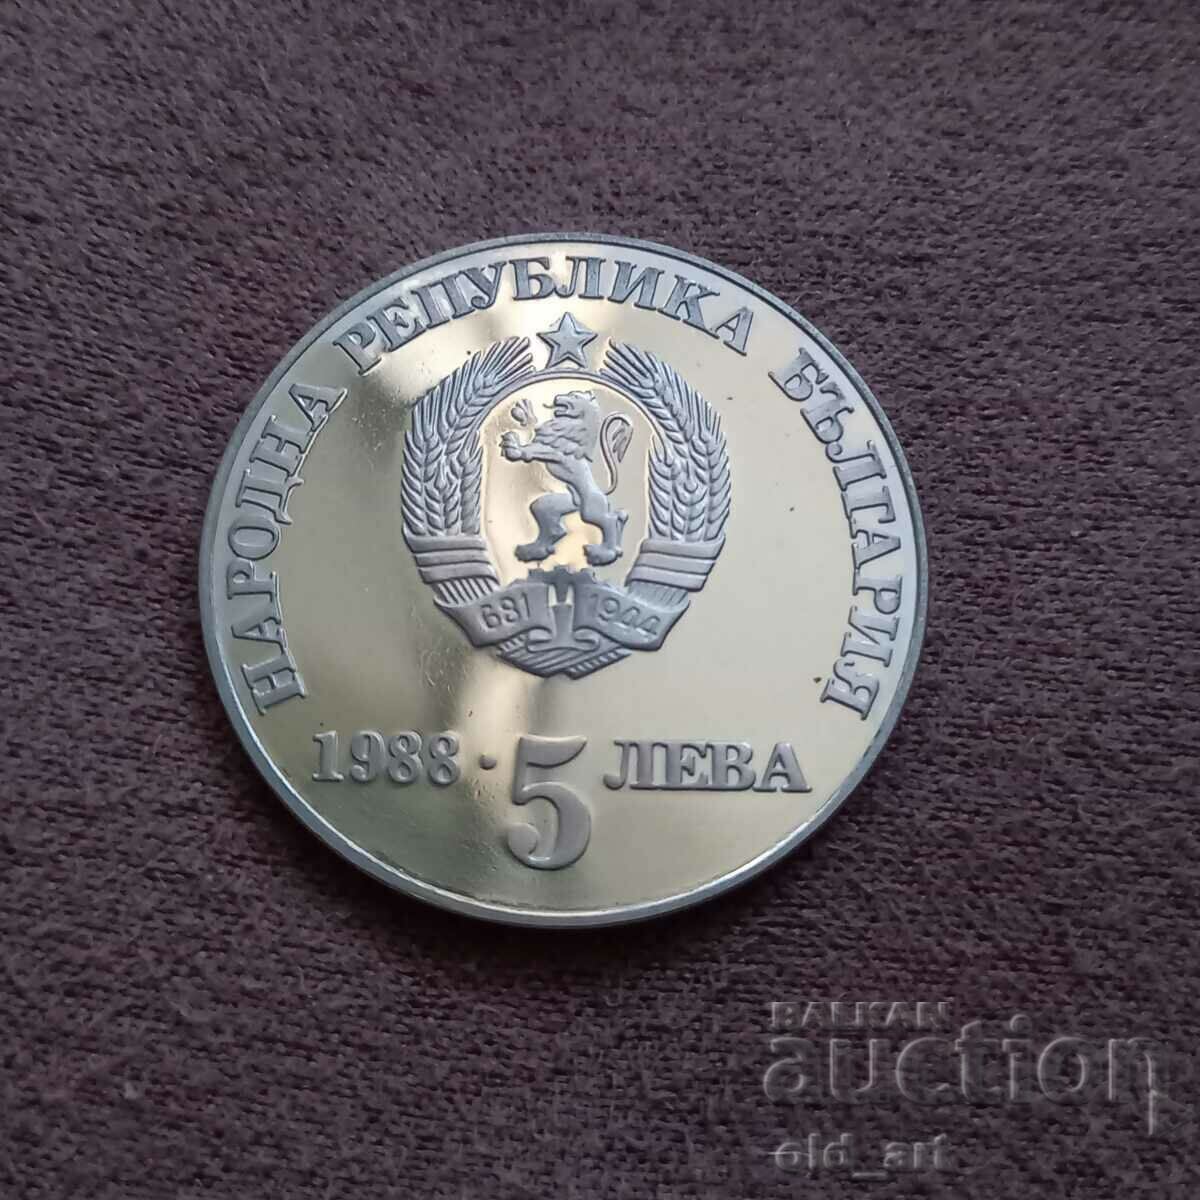 НАРОДНА РЕПУБЛИКА БЪЛГАРИЯ
681 1944
1988 · 5 ЛЕВА
BALKAN
auction
old_art